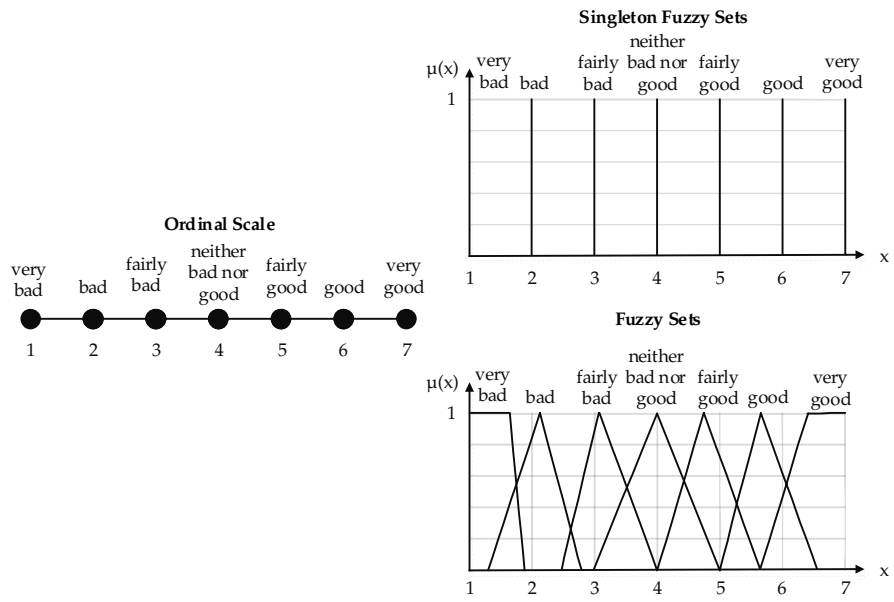 Ordinal Scale
very
bad
bad
fairly
bad
neither
bad nor
good
fairly
good
good
very
good
1 2 3 4 5 6 7
Singleton Fuzzy Sets
μ(x)
1
very
bad
bad
fairly
bad
neither
bad nor
good
fairly
good
good
very
good
x
1 2 3 4 5 6 7
Fuzzy Sets
μ(x)
1
very
bad
bad
fairly
bad
neither
bad nor
good
fairly
good
good
very
good
x
1 2 3 4 5 6 7